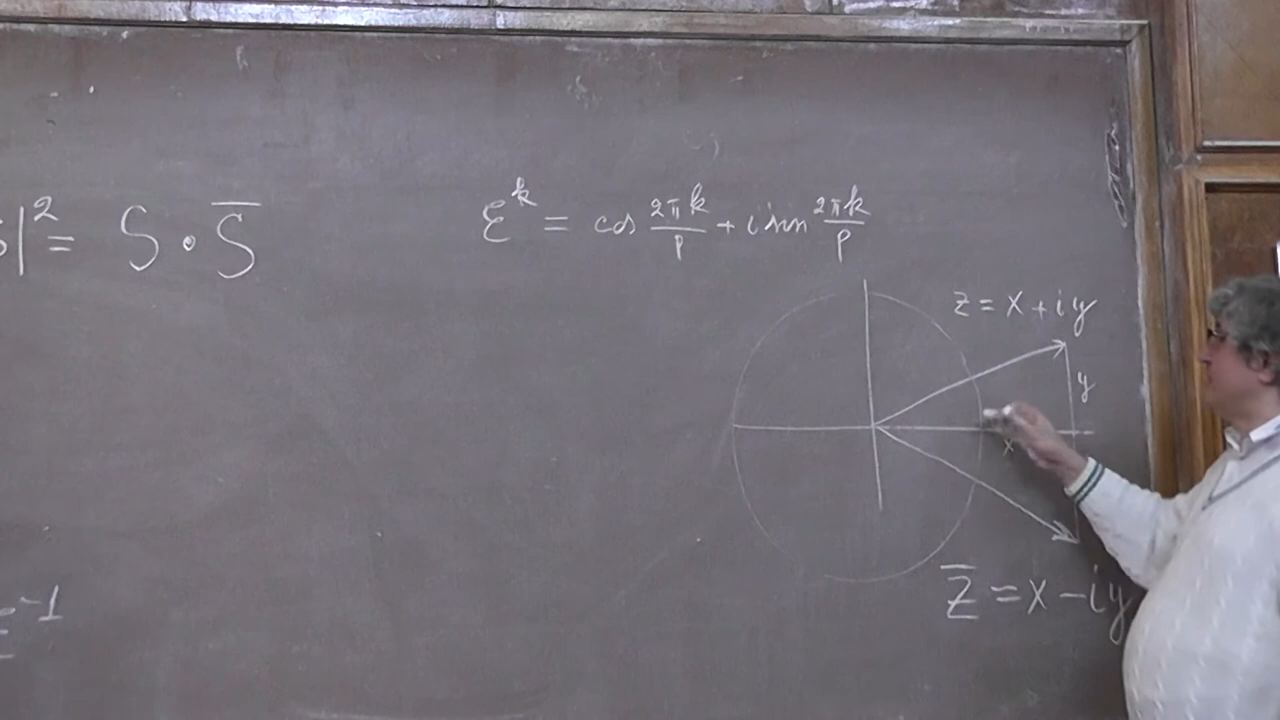 |² = S · S̅
ε^k = cos 2πk/p + i sin 2πk/p
z = x + iy
y
x
z̅ = x − iy
ε⁻¹